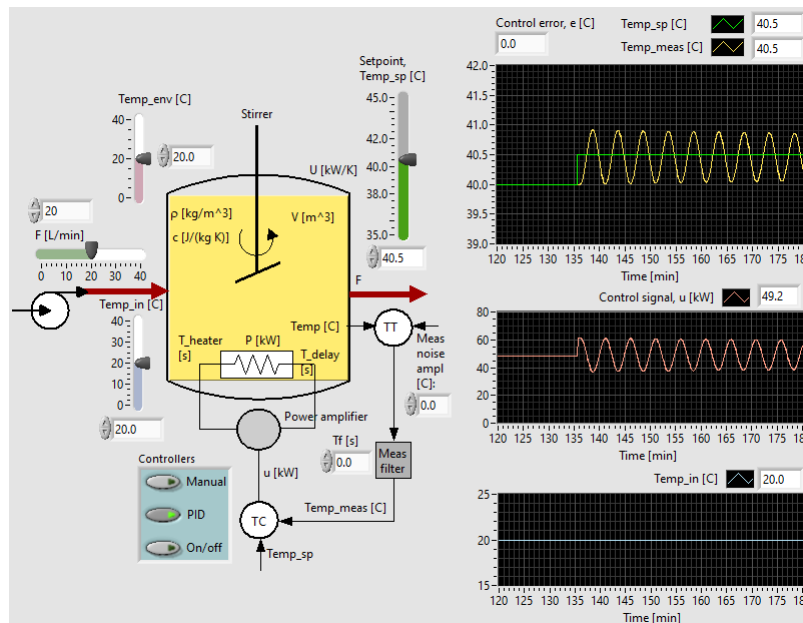 Temp_env [C]
40
20
0
20.0
20
F [L/min]
0 10 20 30 40
Temp_in [C]
40
30
20
10
0
20.0
Stirrer
U [kW/K]
ρ [kg/m^3]
V [m^3]
c [J/(kg K)]
F
Temp [C]
T_heater
[s]
P [kW]
T_delay
[s]
Power amplifier
u [kW]
Setpoint,
Temp_sp [C]
45.0
42.0
40.0
38.0
35.0
40.5
TT
Meas
noise
ampl
[C]:
0.0
Tf [s]
0.0
Meas
filter
Temp_meas [C]
TC
Temp_sp
Controllers
Manual
PID
On/off
Control error, e [C]
0.0
Temp_sp [C]
40.5
Temp_meas [C]
40.5
42.0
41.0
40.5
40.0
39.0
120 125 130 135 140 145 150 155 160 165 170 175
Time [min]
Control signal, u [kW]
49.2
80
60
40
20
0
120 125 130 135 140 145 150 155 160 165 170 175
Time [min]
Temp_in [C]
20.0
25
20
15
120 125 130 135 140 145 150 155 160 165 170 175
Time [min]